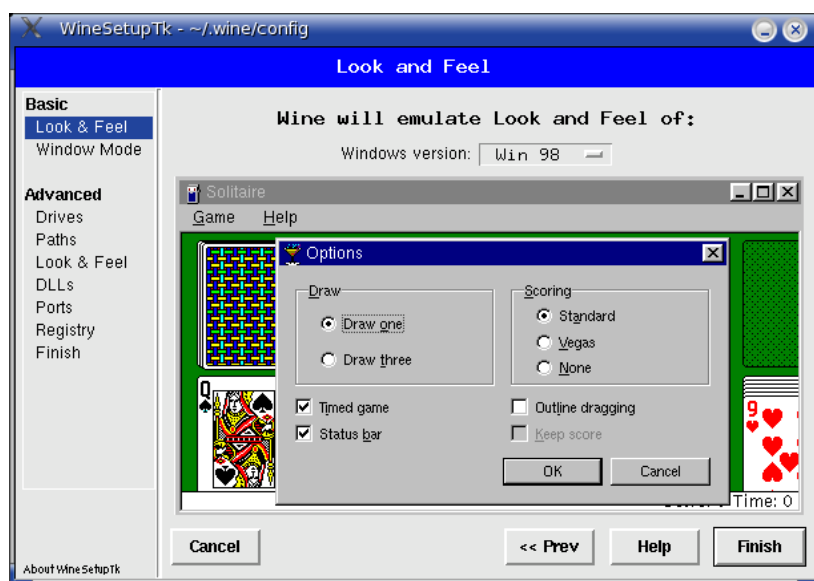 WineSetupTk - ~/.wine/config
Look and Feel
Basic
Look & Feel
Window Mode
Advanced
Drives
Paths
Look & Feel
DLLs
Ports
Registry
Finish
About WineSetupTk
Wine will emulate Look and Feel of:
Windows version: Win 98
Solitaire
Game Help
Options
Draw
Draw one
Draw three
Scoring
Standard
Vegas
None
Timed game
Status bar
Outline dragging
Keep score
OK Cancel
Q
9
Time: 0
Cancel << Prev Help Finish